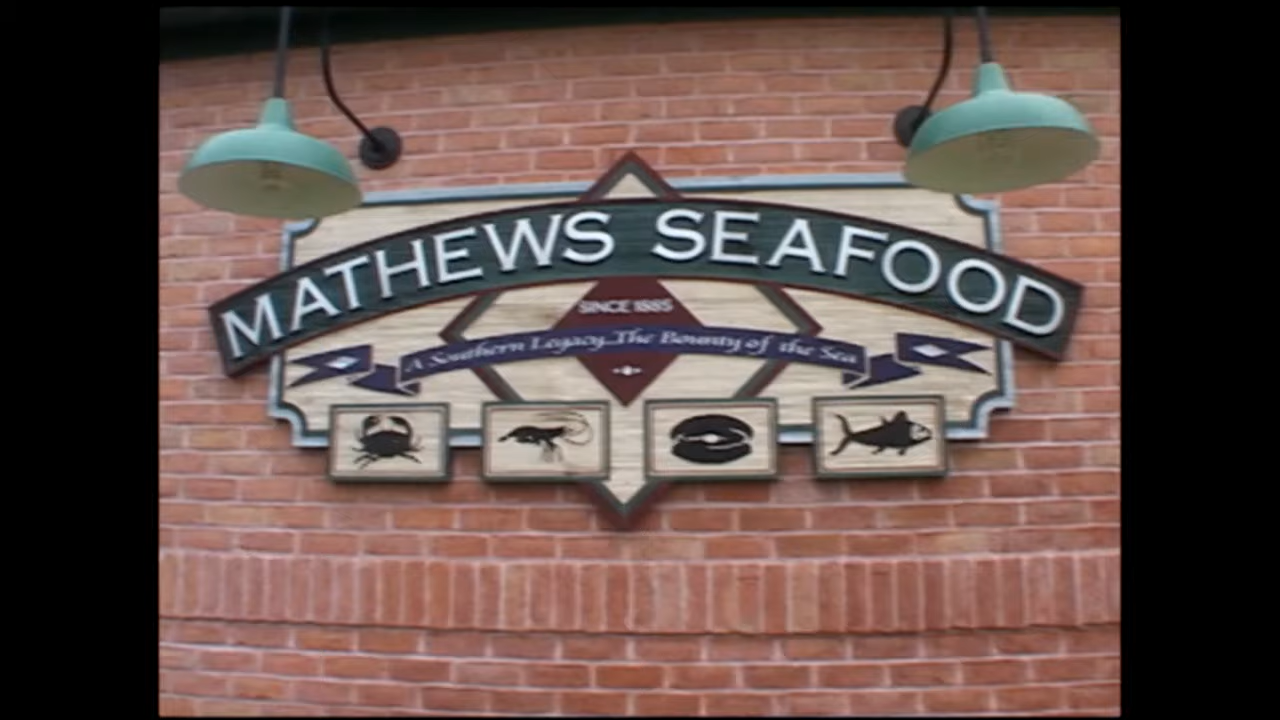 MATHEWS SEAFOOD
SINCE 1885
A Southern Legacy...The Bounty of the Sea